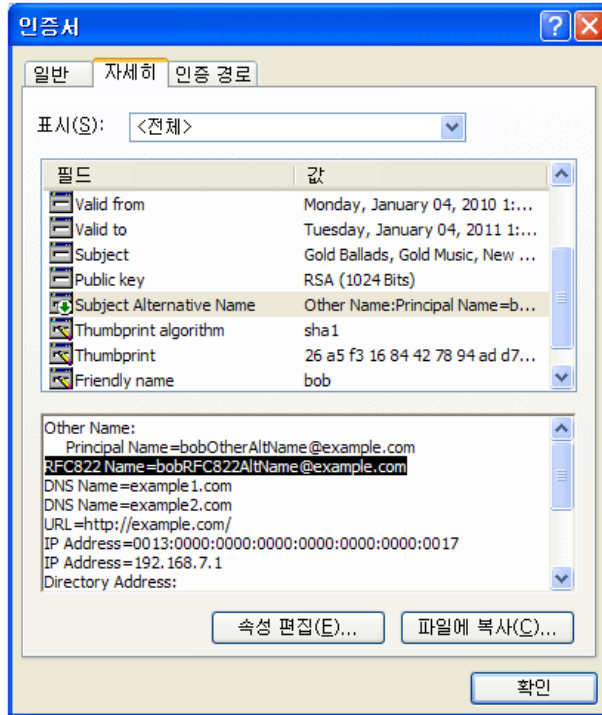 인증서
일반 자세히 인증 경로
표시(S): <전체>
필드 값
Valid from Monday, January 04, 2010 1:...
Valid to Tuesday, January 04, 2011 1:...
Subject Gold Ballads, Gold Music, New ...
Public key RSA (1024 Bits)
Subject Alternative Name Other Name:Principal Name=b...
Thumbprint algorithm sha1
Thumbprint 26 a5 f3 16 84 42 78 94 ad d7...
Friendly name bob
Other Name:
Principal Name=bobOtherAltName@example.com
RFC822 Name=bobRFC822AltName@example.com
DNS Name=example1.com
DNS Name=example2.com
URL=http://example.com/
IP Address=0013:0000:0000:0000:0000:0000:0000:0017
IP Address=192.168.7.1
Directory Address:
속성 편집(E)... 파일에 복사(C)...
확인